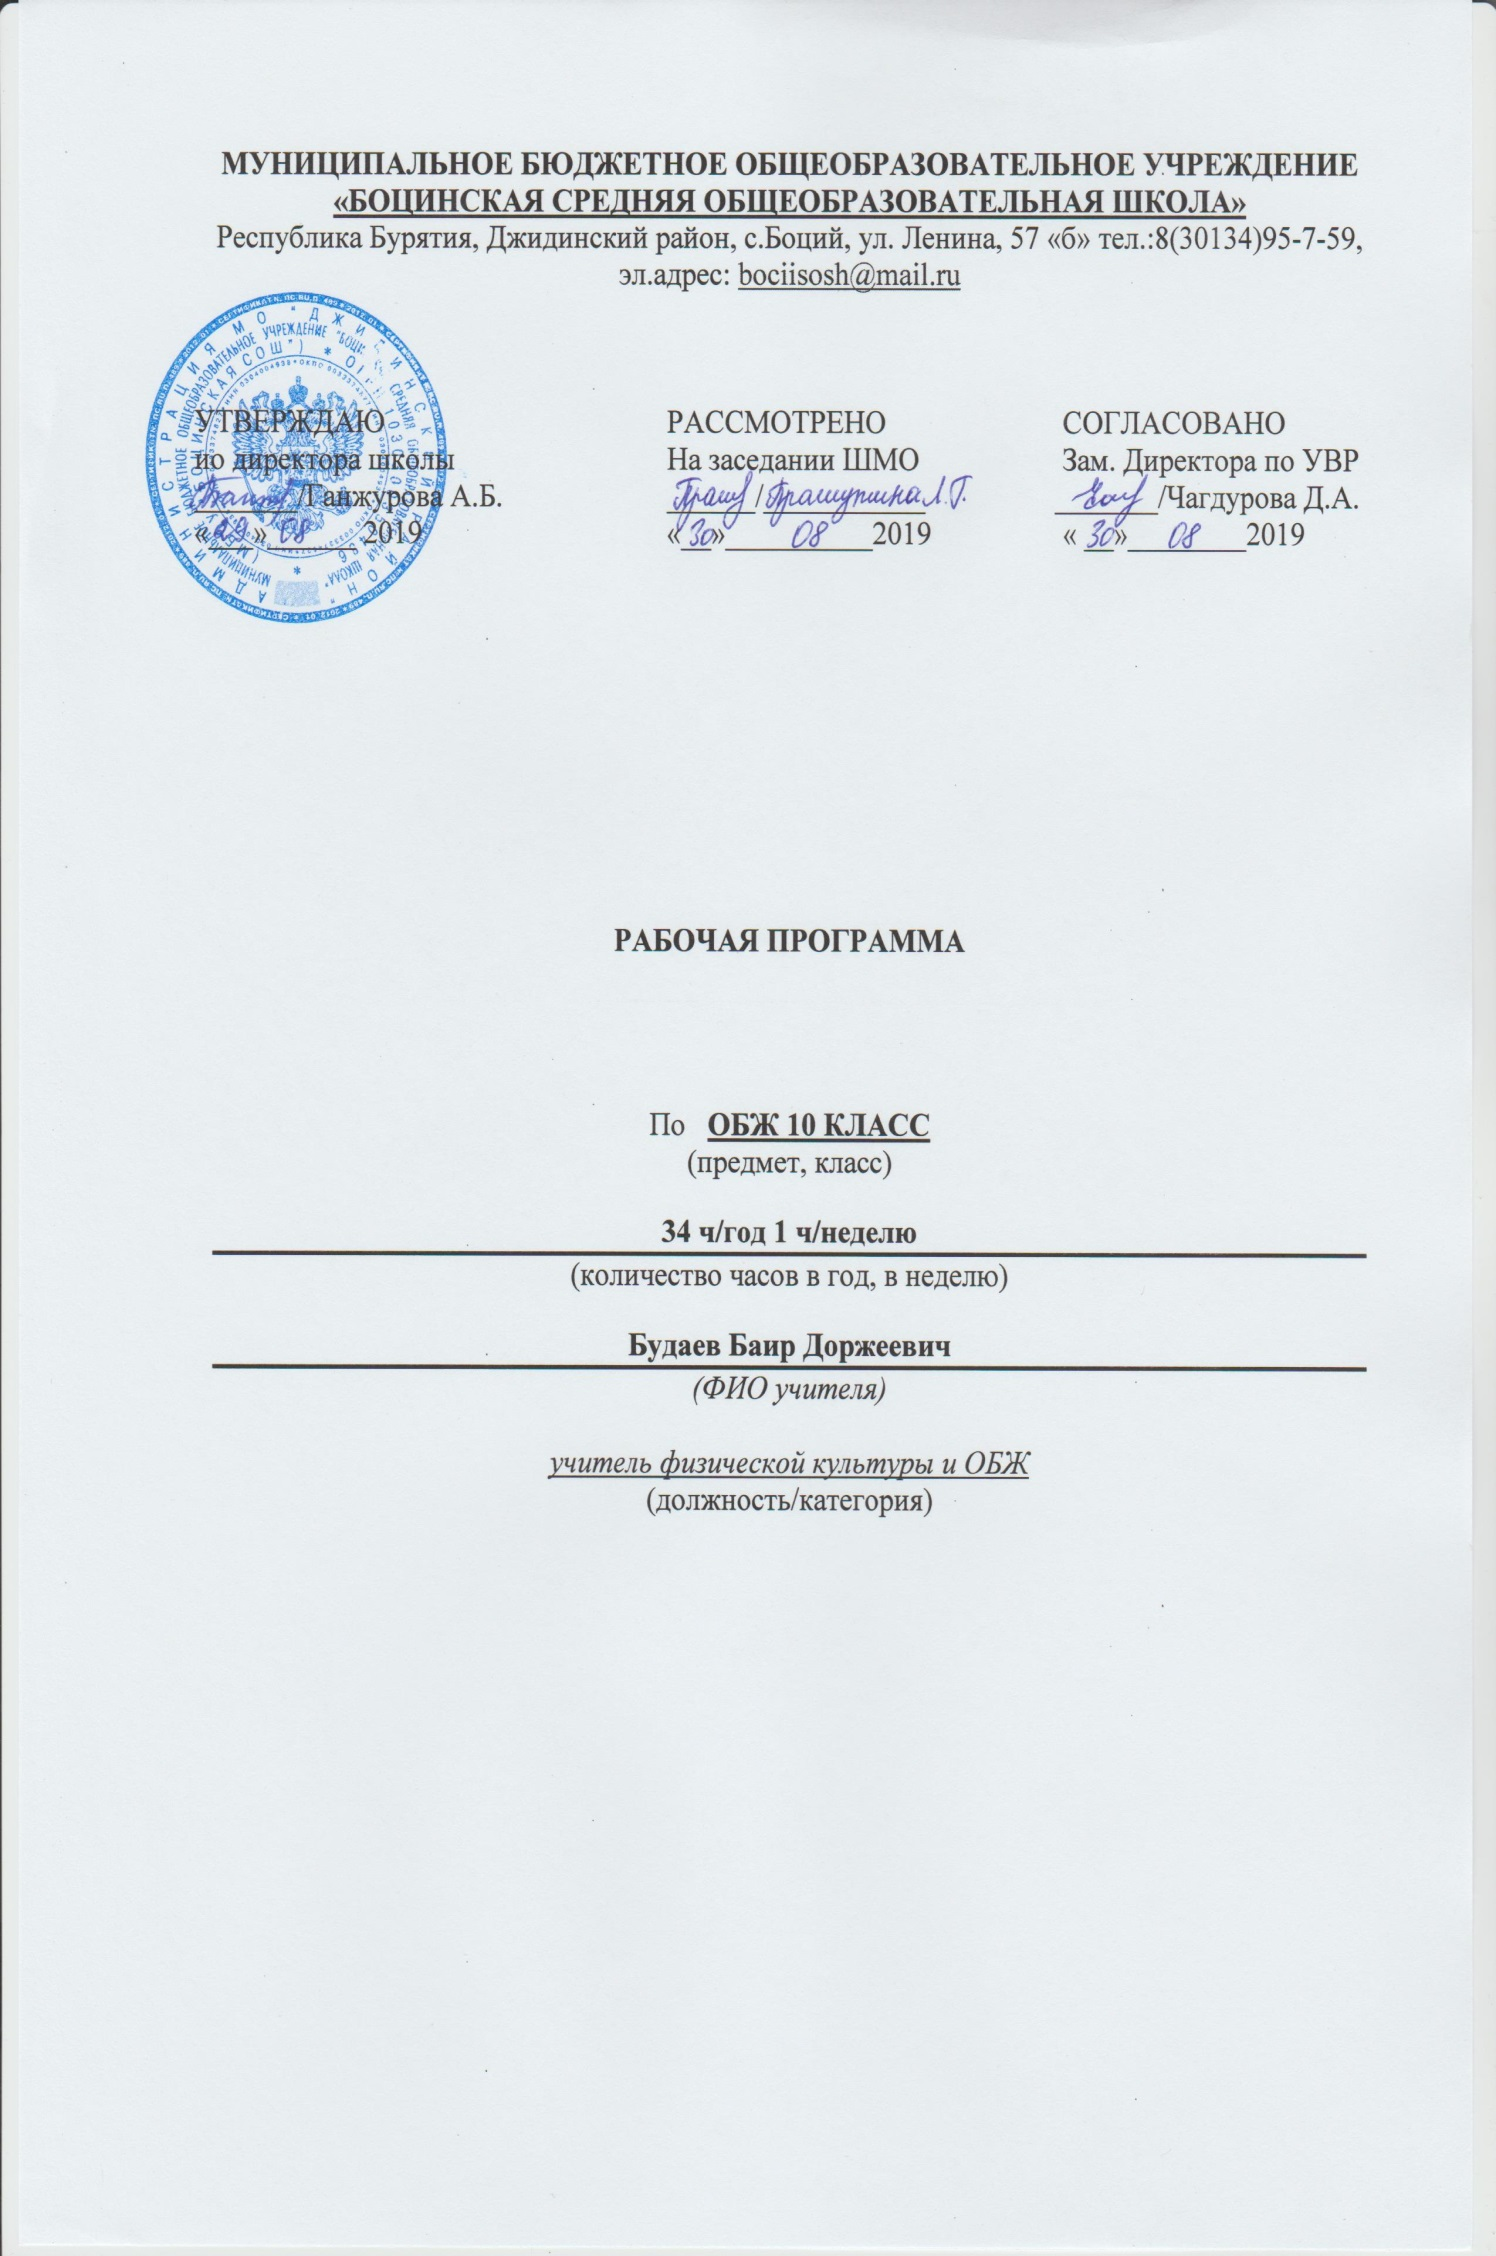 МУНИЦИПАЛЬНОЕ БЮДЖЕТНОЕ ОБЩЕОБРАЗОВАТЕЛЬНОЕ УЧРЕЖДЕНИЕ
«БОЦИНСКАЯ СРЕДНЯЯ ОБЩЕОБРАЗОВАТЕЛЬНАЯ ШКОЛА»
Республика Бурятия, Джидинский район, с.Боций, ул. Ленина, 57 «б» тел.:8(30134)95-7-59,
эл.адрес: bociisosh@mail.ru
УТВЕРЖДАЮ
ио директора школы
/Ганжурова А.Б.
«29» 08 2019
РАССМОТРЕНО
На заседании ШМО
/
«30» 08 2019
СОГЛАСОВАНО
Зам. Директора по УВР
/Чагдурова Д.А.
«30» 08 2019
РАБОЧАЯ ПРОГРАММА
По ОБЖ 10 КЛАСС
(предмет, класс)
34 ч/год 1 ч/неделю
(количество часов в год, в неделю)
Будаев Баир Доржеевич
(ФИО учителя)
учитель физической культуры и ОБЖ
(должность/категория)